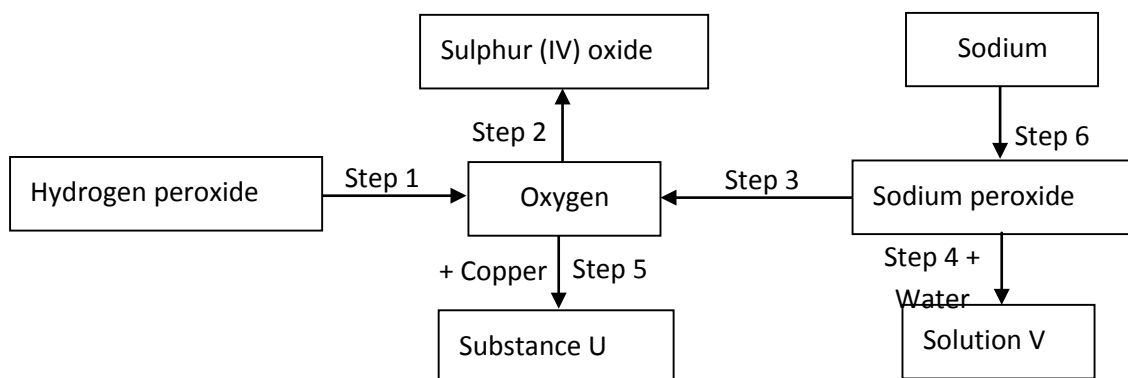 Sulphur (IV) oxide
Sodium
Step 2
Step 6
Hydrogen peroxide
Step 1
Oxygen
Step 3
Sodium peroxide
+ Copper
Step 5
Step 4 +
Water
Substance U
Solution V